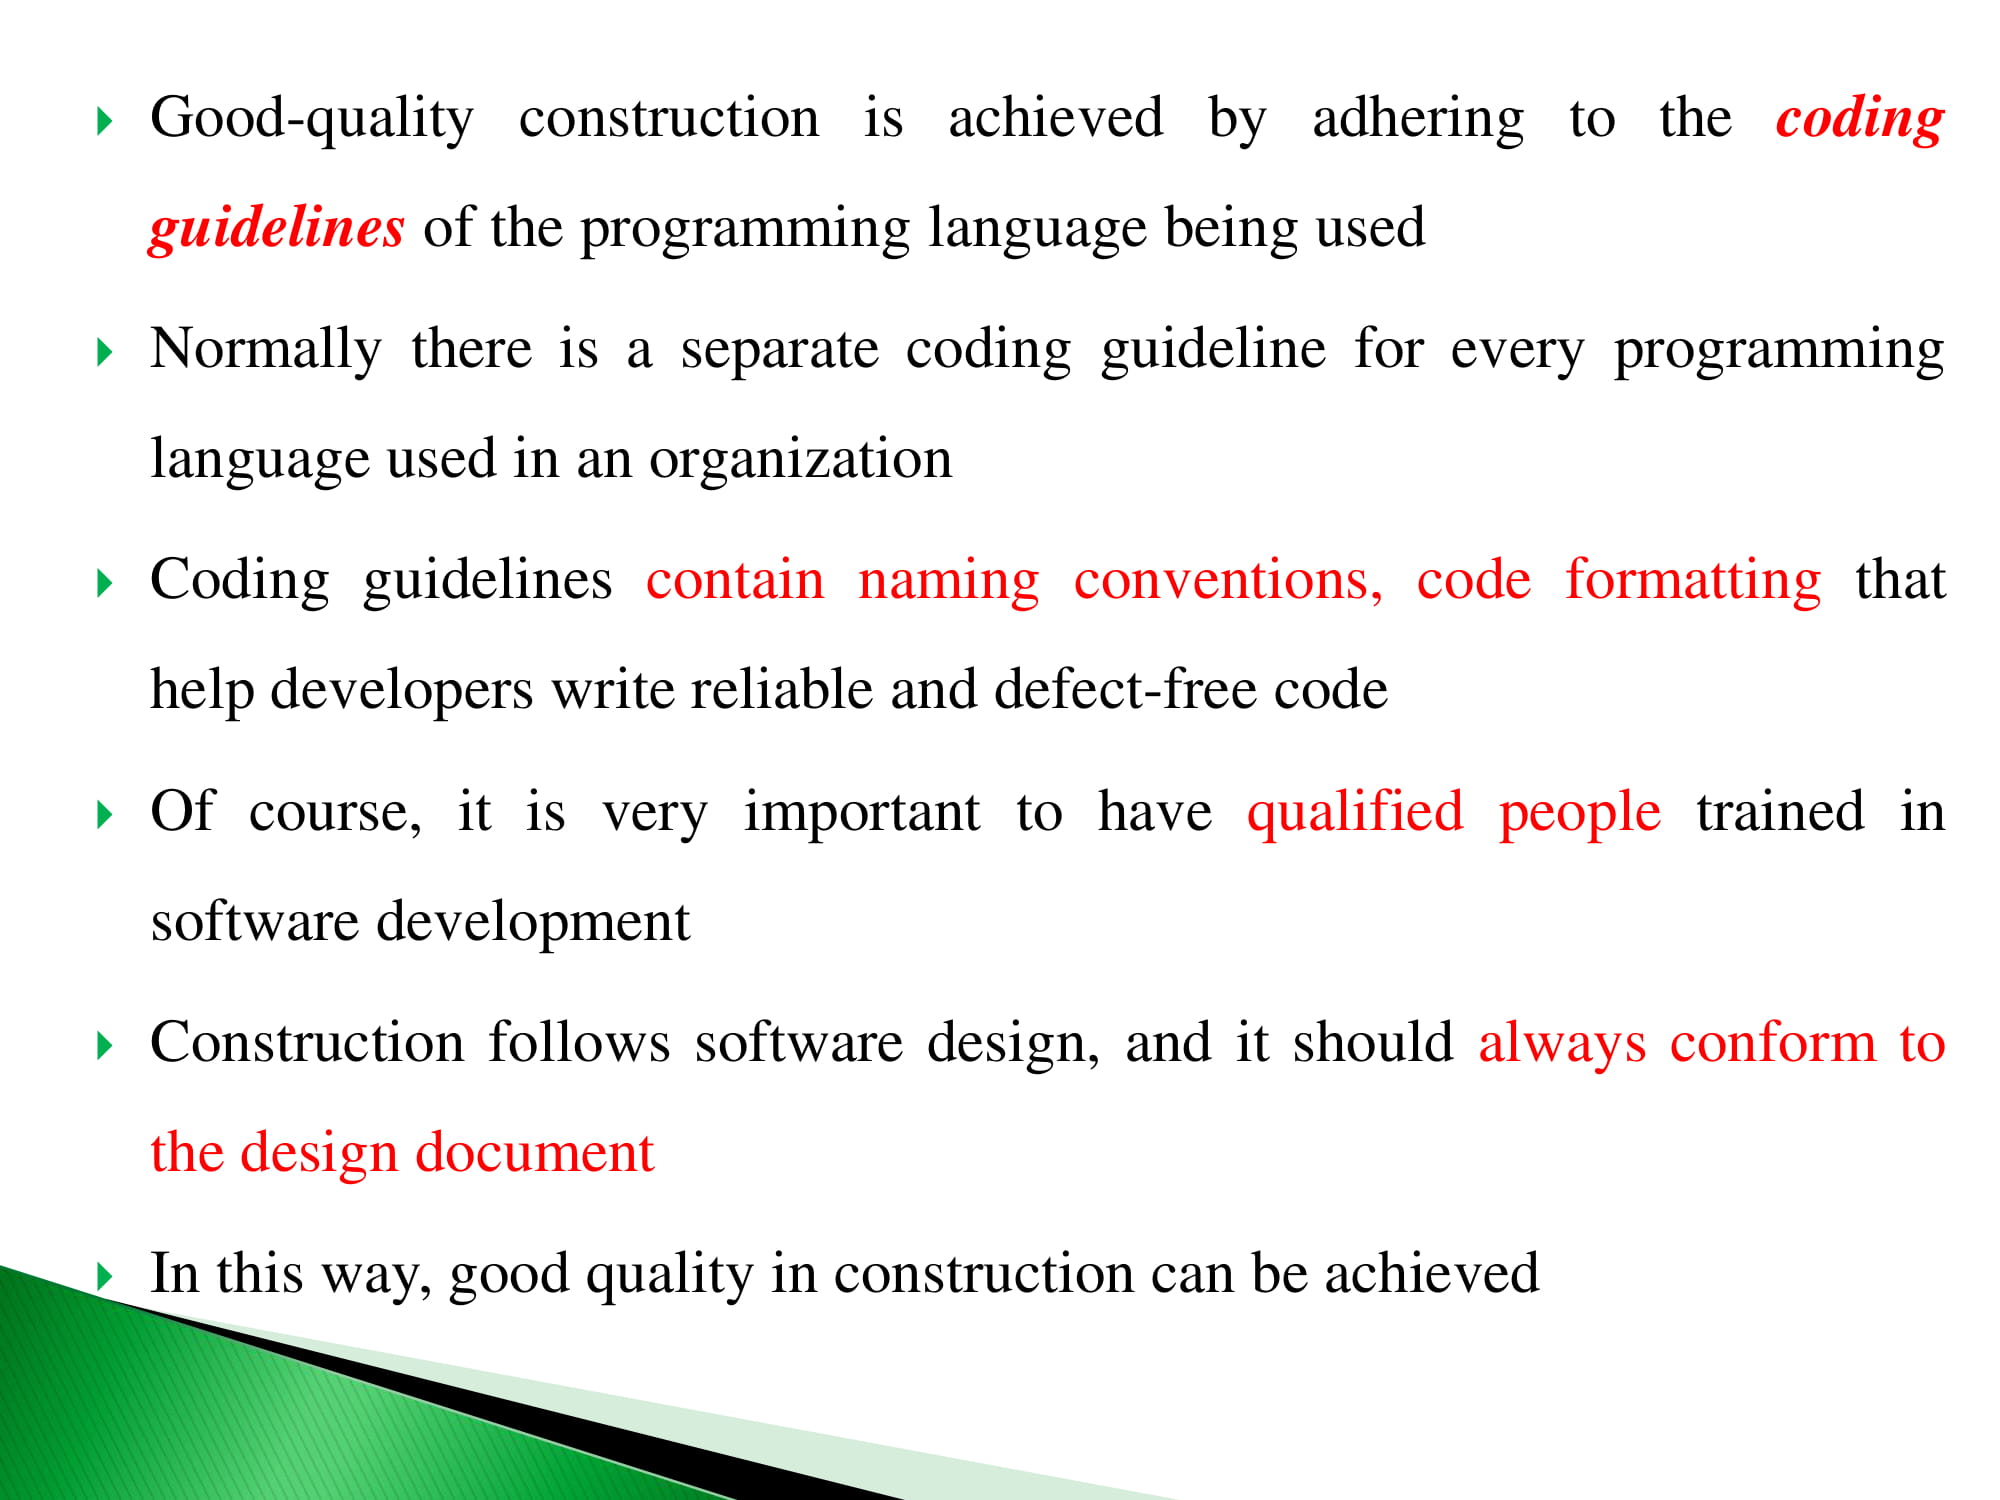 Good-quality construction is achieved by adhering to the coding
guidelines of the programming language being used
Normally there is a separate coding guideline for every programming
language used in an organization
Coding guidelines contain naming conventions, code formatting that
help developers write reliable and defect-free code
Of course, it is very important to have qualified people trained in
software development
Construction follows software design, and it should always conform to
the design document
In this way, good quality in construction can be achieved